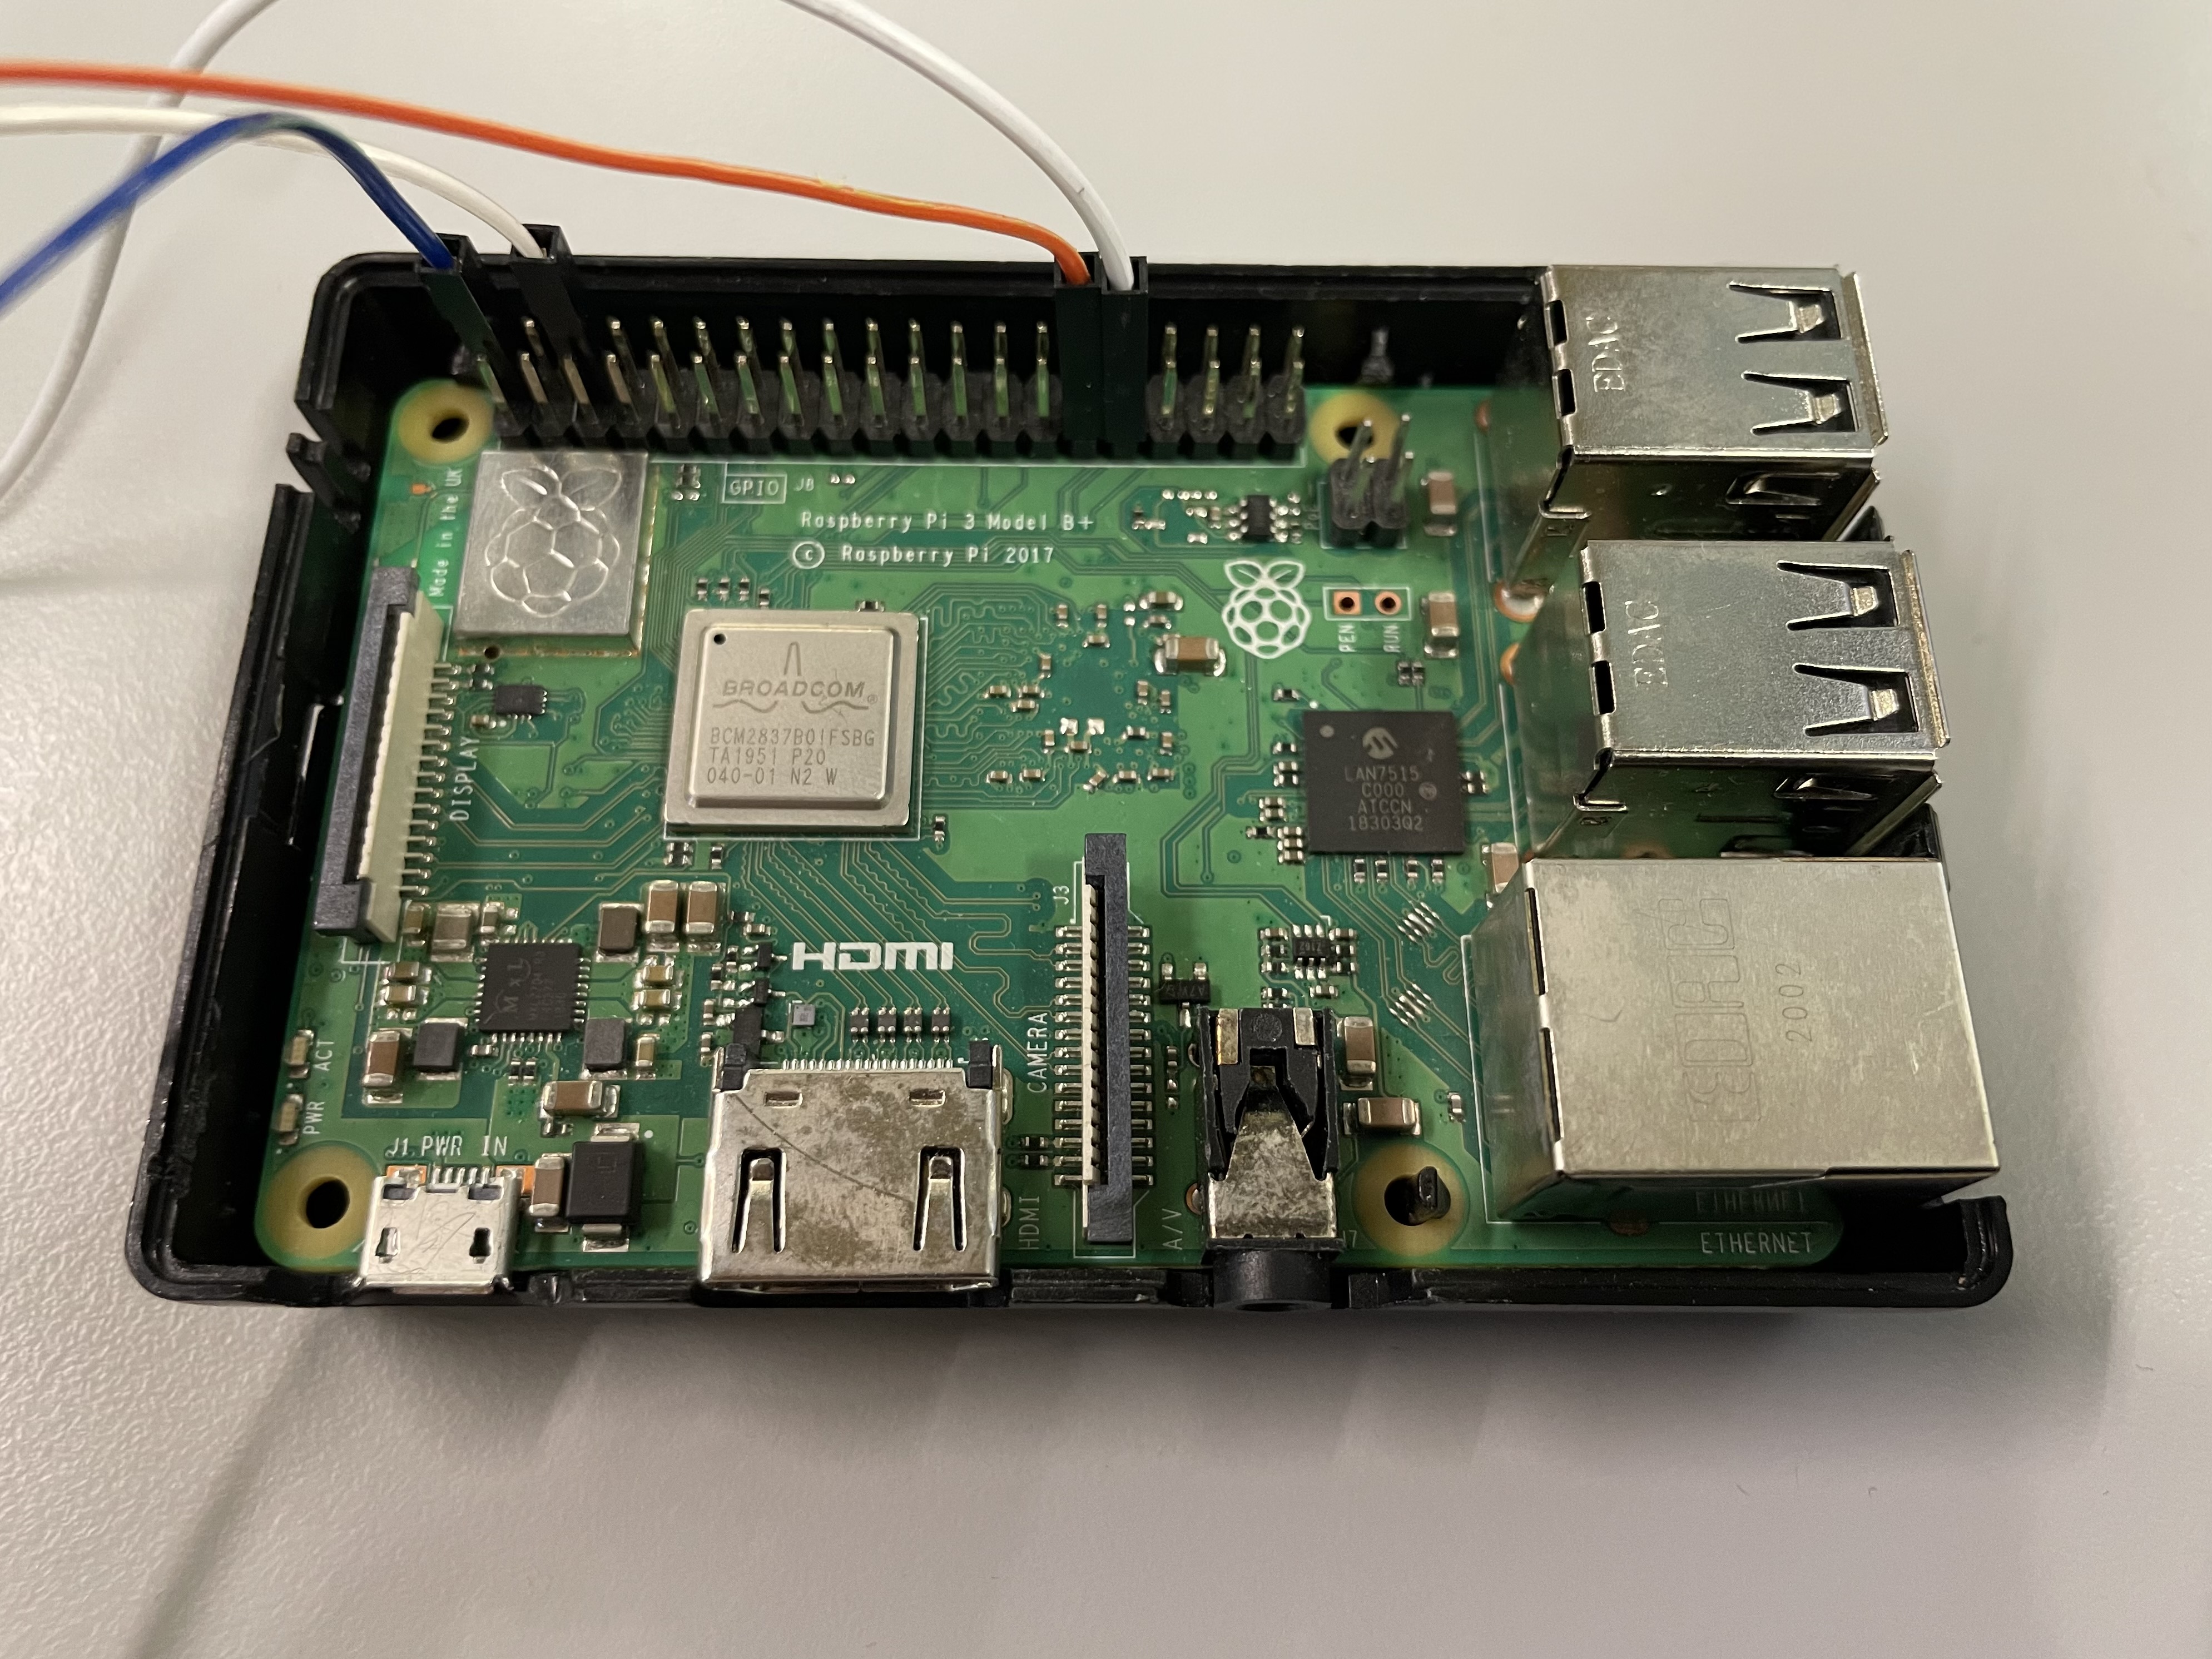 EDAC
GPIO J8
Raspberry Pi 3 Model B+
© Raspberry Pi 2017
Made in the UK
EDAC
PEN
RUN
BROADCOM
BCM2837B0IFSBG
TA1951 P20
040-01 N2 W
DISPLAY
LAN7515
C000
ATCCN
18303Q2
J3
HDMI
EDAC
2002
CAMERA
ACT
PWR
J1 PWR IN
HDMI
A/V
ETHERNET
ETHERNET